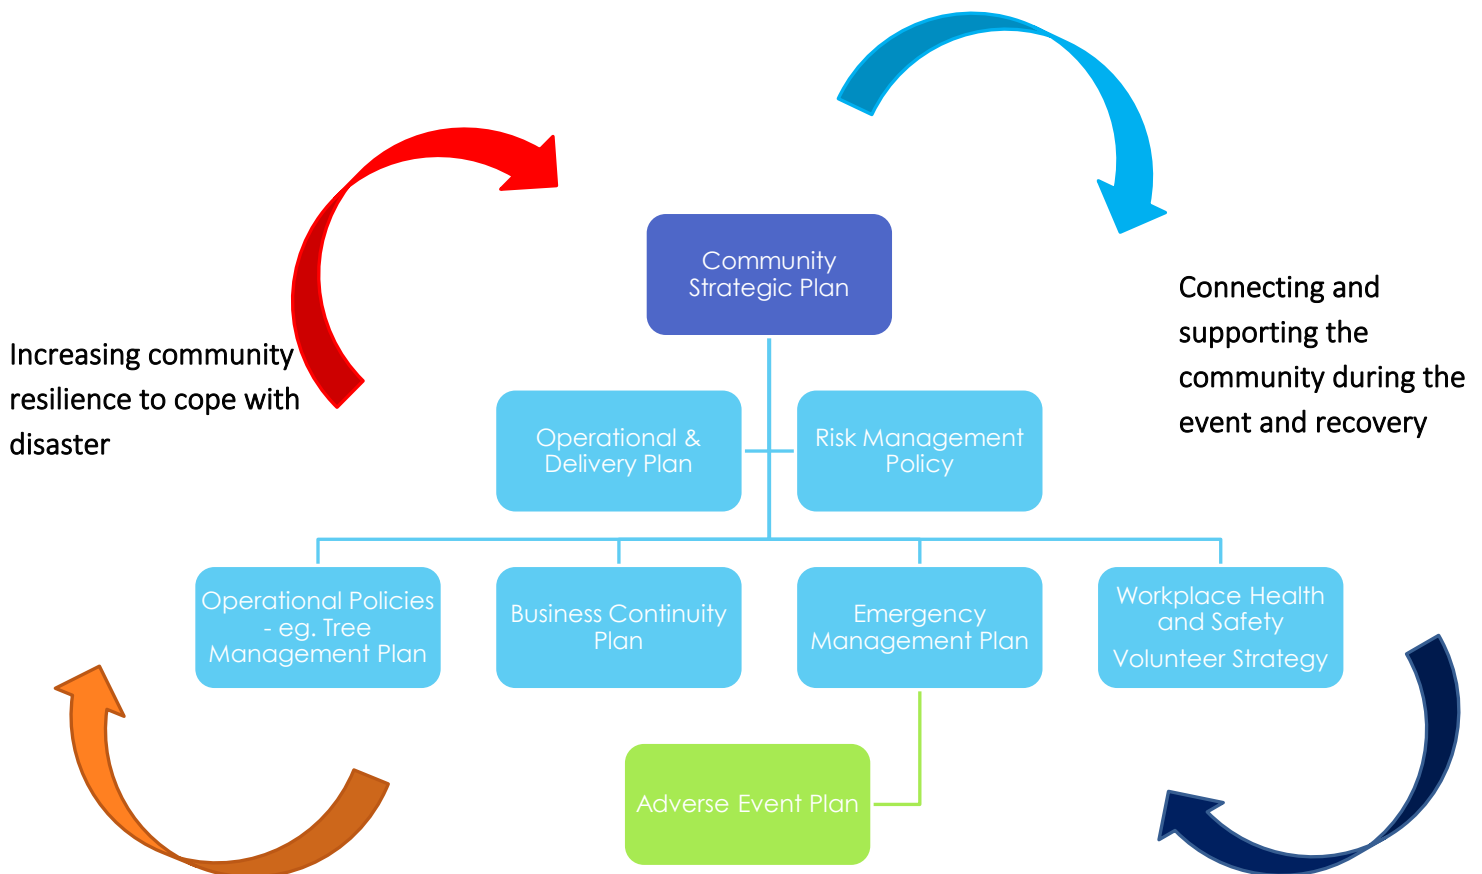 Community
Strategic Plan
Connecting and
supporting the
community during the
event and recovery
Increasing community
resilience to cope with
disaster
Operational &
Delivery Plan
Risk Management
Policy
Operational Policies
- eg. Tree
Management Plan
Business Continuity
Plan
Emergency
Management Plan
Workplace Health
and Safety
Volunteer Strategy
Adverse Event Plan